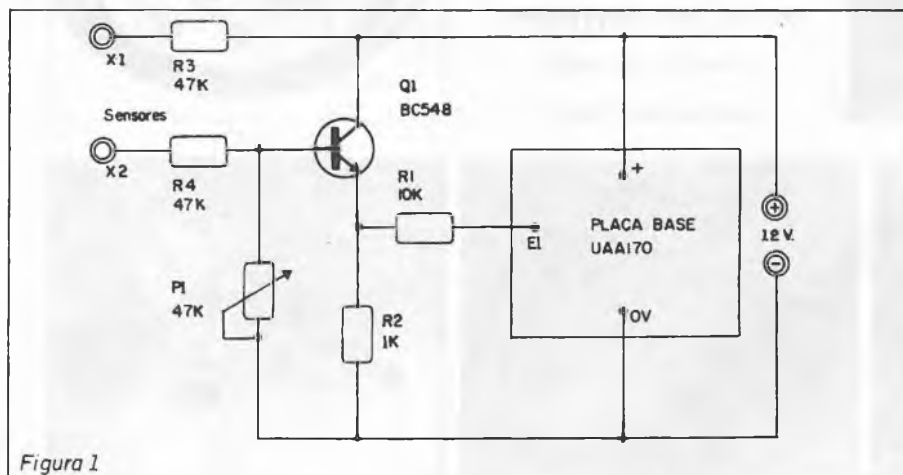 X1
R3
47K
Q1
BC548
Sensores
X2
R4
47K
R1
10K
E1
+
PLACA BASE
UAA170
0V
+
12 V.
−
P1
47K
R2
1K
Figura 1